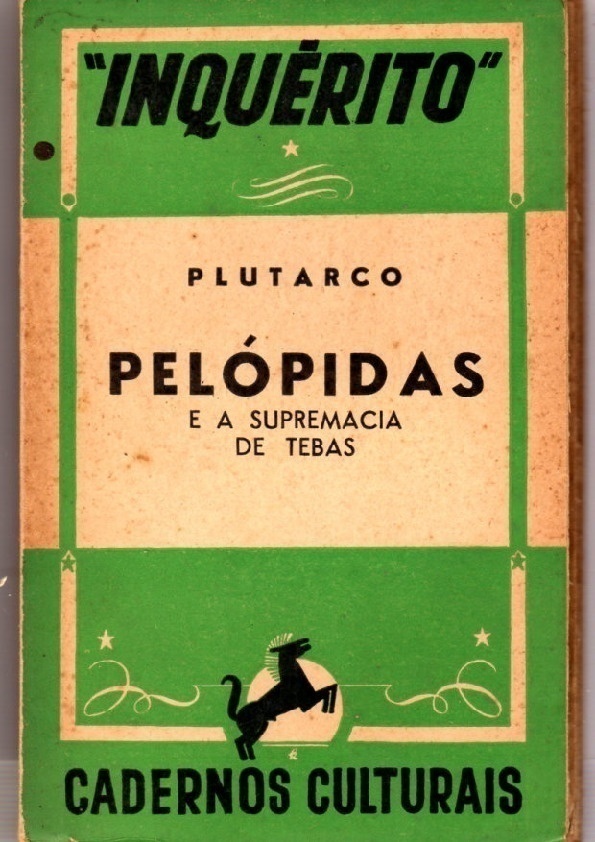 "INQUÉRITO"
PLUTARCO
PELÓPIDAS
E A SUPREMACIA
DE TEBAS
CADERNOS CULTURAIS